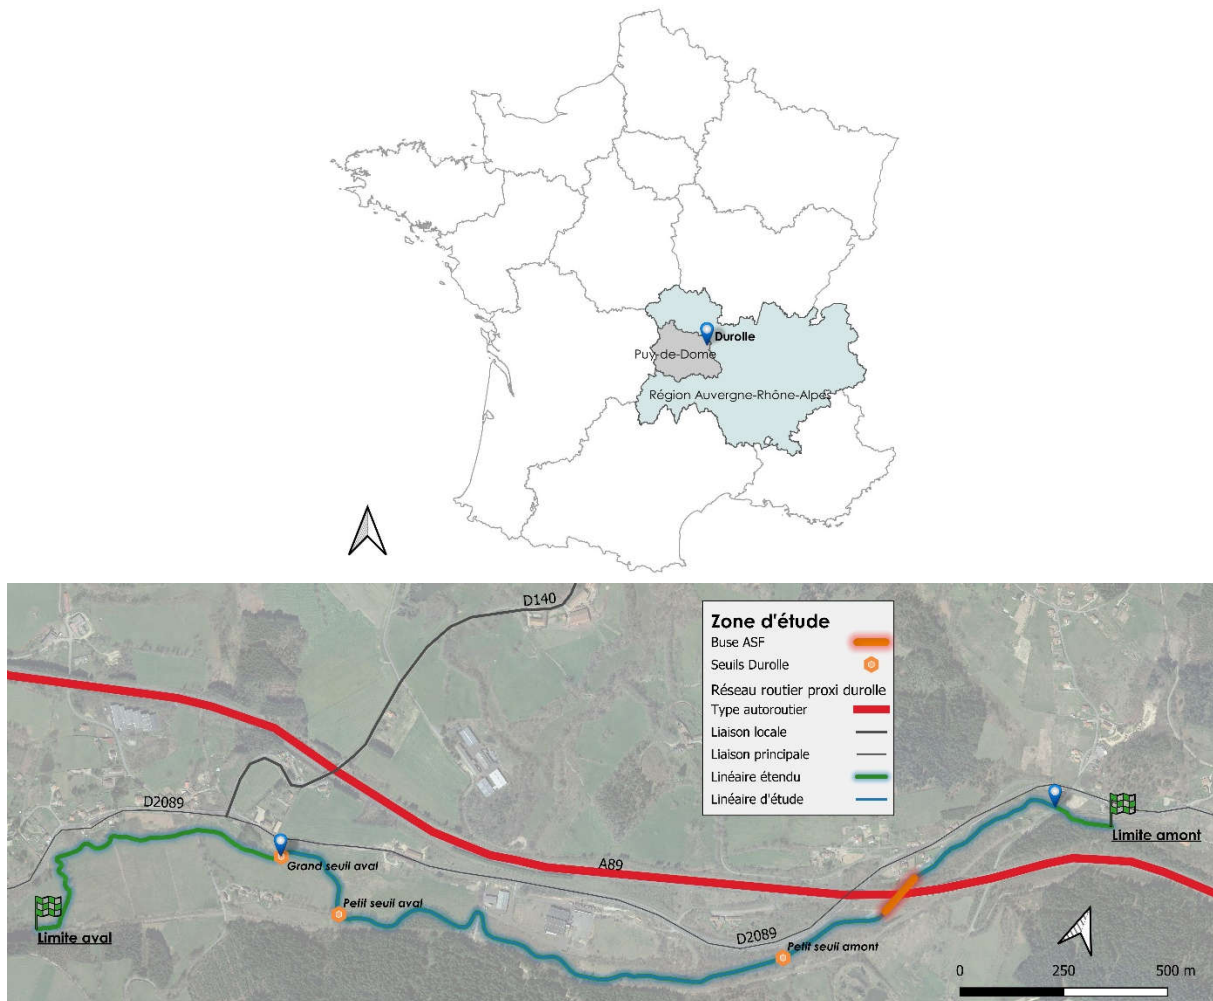 Durolle
Puy-de-Dome
Région Auvergne-Rhône-Alpes
D140
Zone d'étude
Buse ASF
Seuils Durolle
Réseau routier proxi durolle
Type autoroutier
Liaison locale
Liaison principale
Linéaire étendu
Linéaire d'étude
D2089
Limite amont
Grand seuil aval
A89
Petit seuil aval
Limite aval
D2089
Petit seuil amont
0 250 500 m